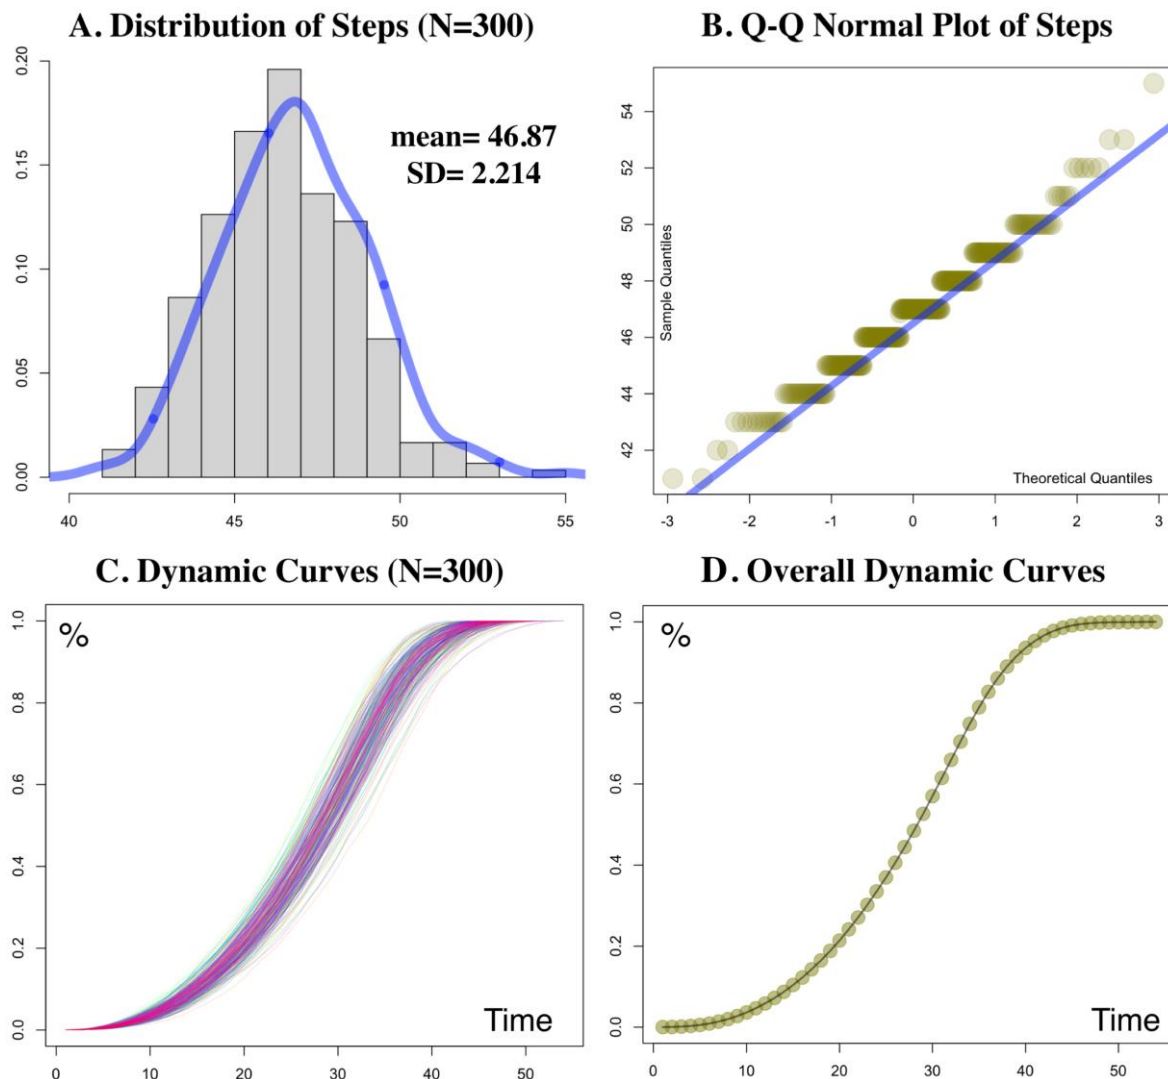 A. Distribution of Steps (N=300)
0.20
0.15
0.10
0.05
0.00
mean= 46.87
SD= 2.214
40 45 50 55
B. Q-Q Normal Plot of Steps
54
52
50
48
46
44
42
Sample Quantiles
Theoretical Quantiles
-3 -2 -1 0 1 2 3
C. Dynamic Curves (N=300)
%
1.0
0.8
0.6
0.4
0.2
0.0
Time
0 10 20 30 40 50
D. Overall Dynamic Curves
%
1.0
0.8
0.6
0.4
0.2
0.0
Time
0 10 20 30 40 50